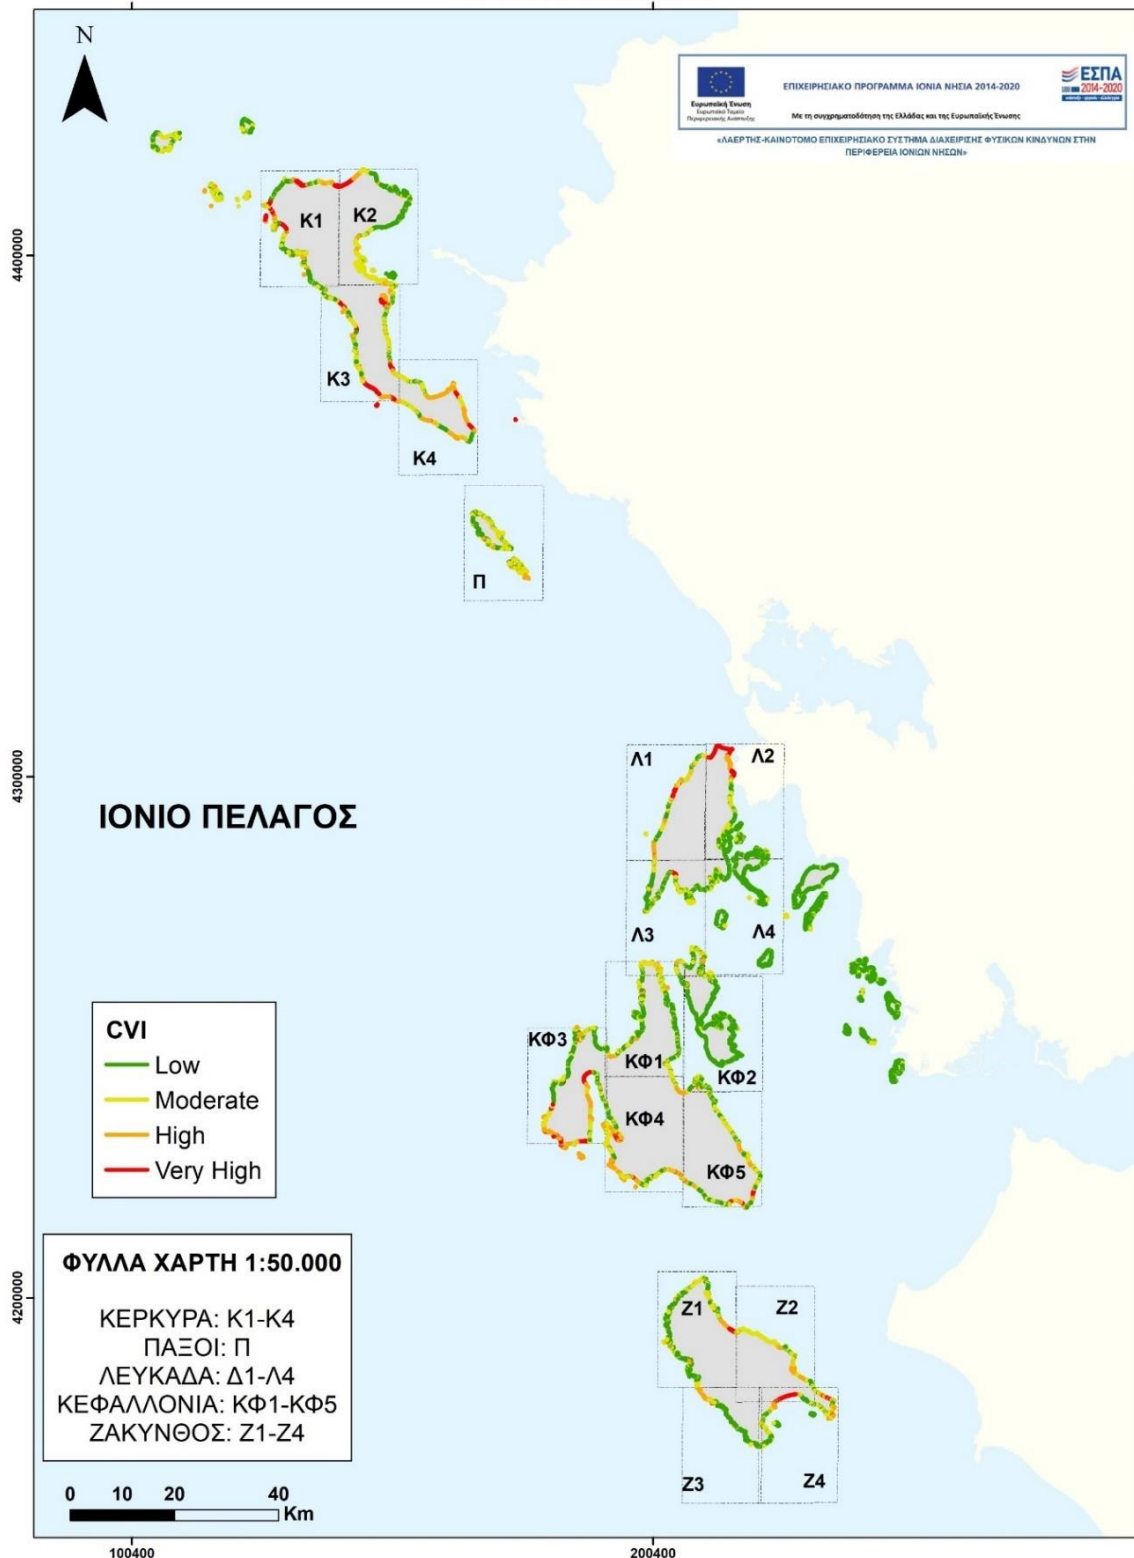 N
Ευρωπαϊκή Ένωση
Ευρωπαϊκό Ταμείο
Περιφερειακής Ανάπτυξης
ΕΠΙΧΕΙΡΗΣΙΑΚΟ ΠΡΟΓΡΑΜΜΑ ΙΟΝΙΑ ΝΗΣΙΑ 2014-2020
Με τη συγχρηματοδότηση της Ελλάδας και της Ευρωπαϊκής Ένωσης
ΕΣΠΑ
2014-2020
«ΛΑΕΡΤΗΣ-ΚΑΙΝΟΤΟΜΟ ΕΠΙΧΕΙΡΗΣΙΑΚΟ ΣΥΣΤΗΜΑ ΔΙΑΧΕΙΡΙΣΗΣ ΦΥΣΙΚΩΝ ΚΙΝΔΥΝΩΝ ΣΤΗΝ
ΠΕΡΙΦΕΡΕΙΑ ΙΟΝΙΩΝ ΝΗΣΩΝ»
4400000
K1
K2
K3
K4
Π
4300000
Λ1
Λ2
ΙΟΝΙΟ ΠΕΛΑΓΟΣ
Λ3
Λ4
ΚΦ3
ΚΦ1
ΚΦ2
ΚΦ4
ΚΦ5
CVI
Low
Moderate
High
Very High
4200000
ΦΥΛΛΑ ΧΑΡΤΗ 1:50.000
ΚΕΡΚΥΡΑ: Κ1-Κ4
ΠΑΞΟΙ: Π
ΛΕΥΚΑΔΑ: Δ1-Λ4
ΚΕΦΑΛΛΟΝΙΑ: ΚΦ1-ΚΦ5
ΖΑΚΥΝΘΟΣ: Ζ1-Ζ4
Z1
Z2
Z3
Z4
0 10 20 40
Km
100400
200400